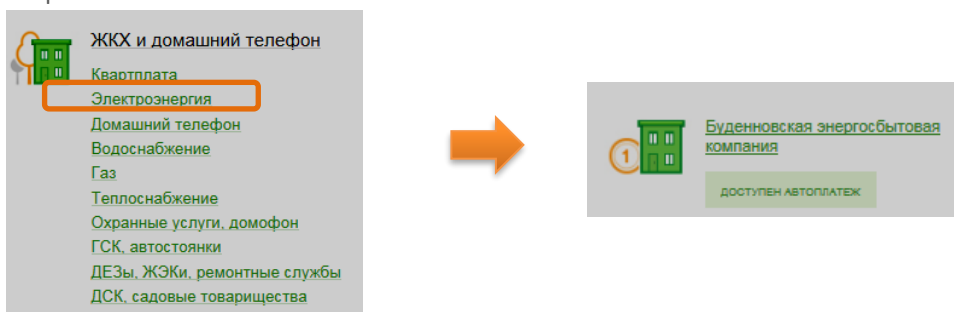 ЖКХ и домашний телефон
Квартплата
Электроэнергия
Домашний телефон
Водоснабжение
Газ
Теплоснабжение
Охранные услуги, домофон
ГСК, автостоянки
ДЕЗы, ЖЭКи, ремонтные службы
ДСК, садовые товарищества
1
Буденновская энергосбытовая
компания
ДОСТУПЕН АВТОПЛАТЕЖ